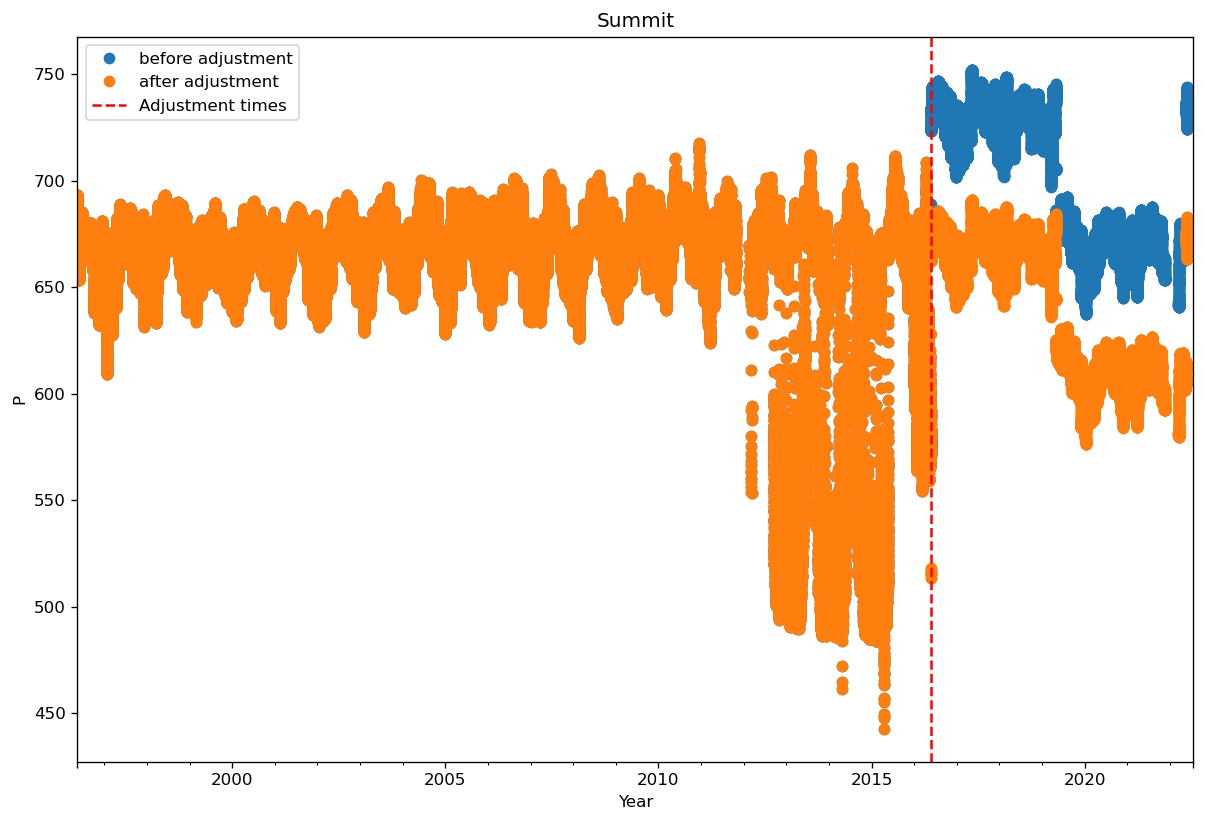 Summit
before adjustment
after adjustment
Adjustment times
750
700
650
600
550
500
450
P
2000 2005 2010 2015 2020
Year